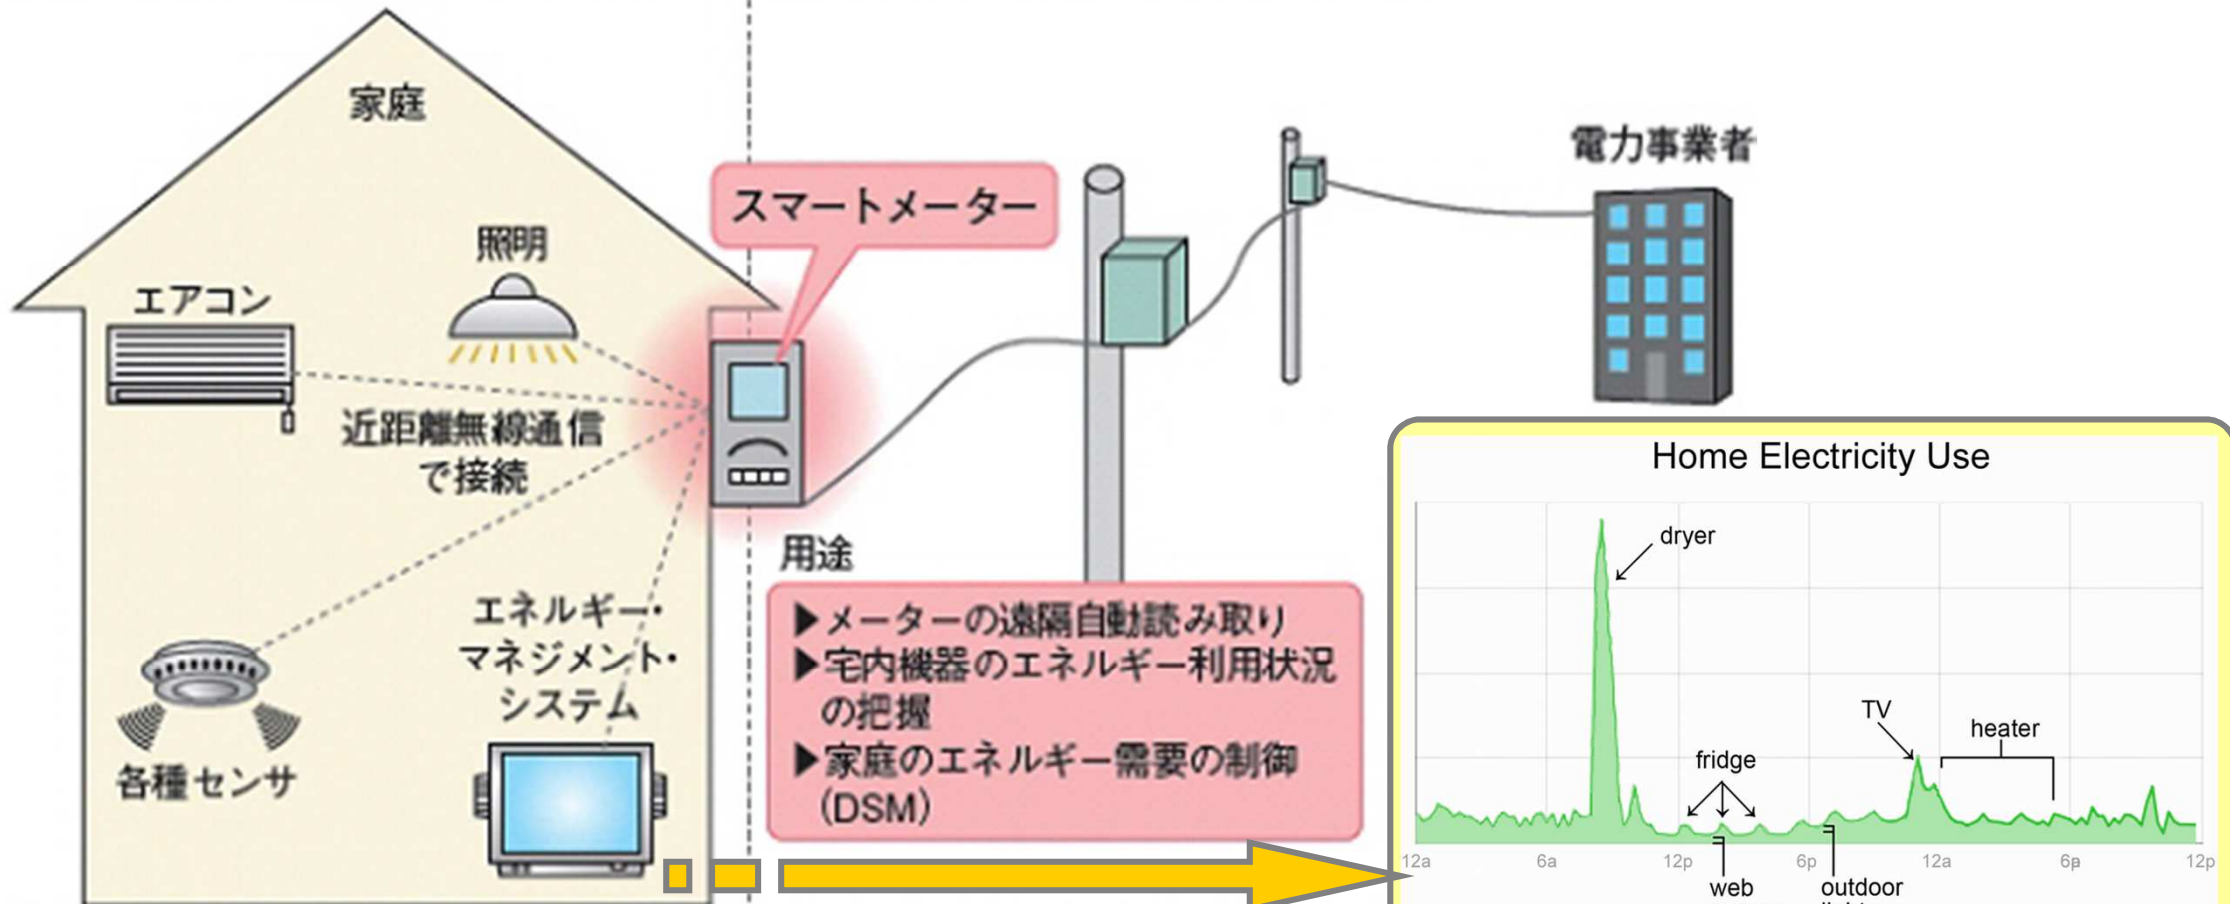 家庭
照明
エアコン
近距離無線通信
で接続
エネルギー・
マネジメント・
システム
各種センサ
スマートメーター
電力事業者
用途
▶メーターの遠隔自動読み取り
▶宅内機器のエネルギー利用状況
の把握
▶家庭のエネルギー需要の制御
(DSM)
Home Electricity Use
dryer
TV
heater
fridge
12a 6a 12p 6p 12a 6p 12p
web
outdoor